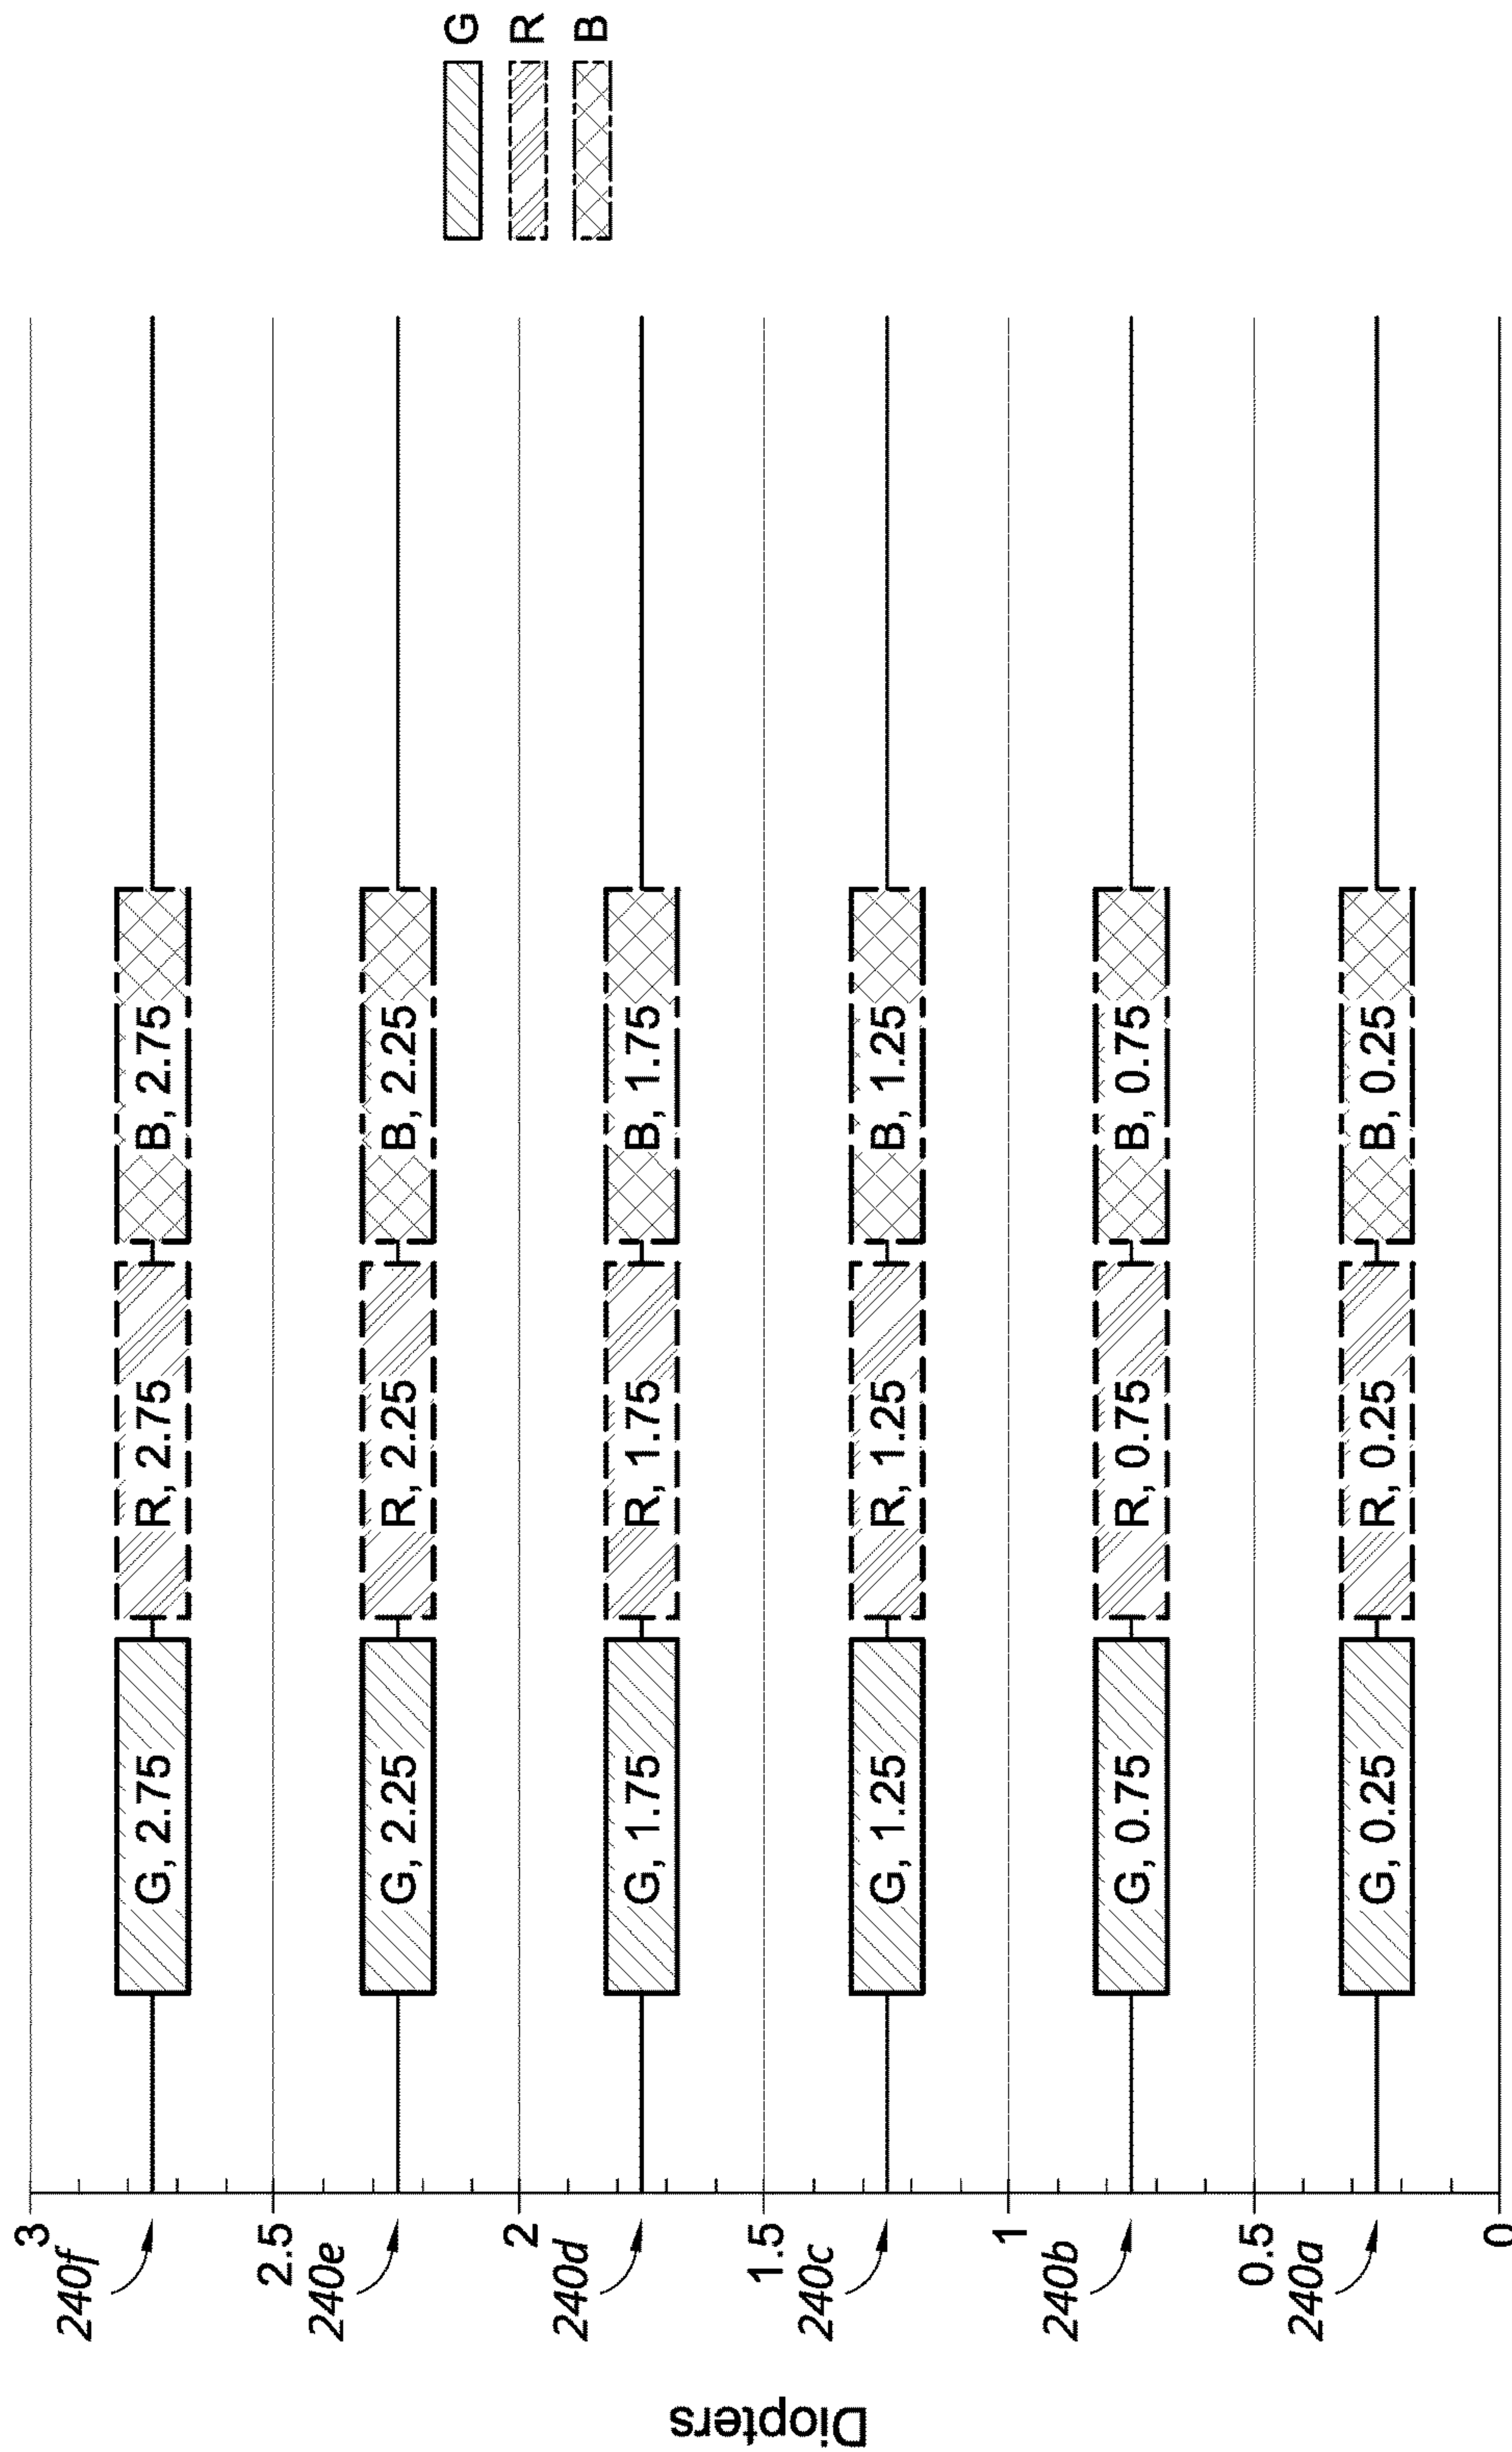 Diopters
3
240f
G, 2.75
R, 2.75
B, 2.75
2.5
240e
G, 2.25
R, 2.25
B, 2.25
2
240d
G, 1.75
R, 1.75
B, 1.75
1.5
240c
G, 1.25
R, 1.25
B, 1.25
1
240b
G, 0.75
R, 0.75
B, 0.75
0.5
240a
G, 0.25
R, 0.25
B, 0.25
0
G
R
B